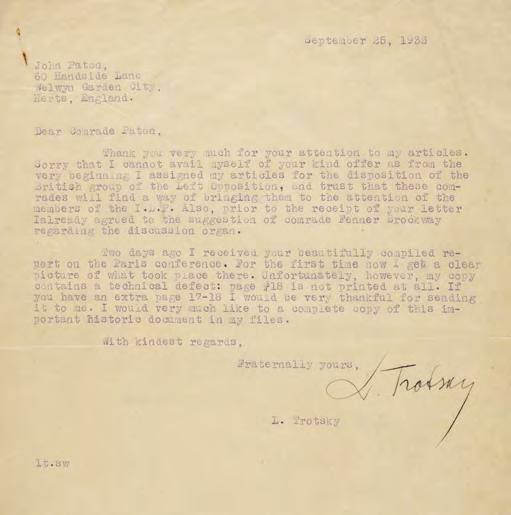 September 25, 1933
John Paton,
60 Handside Lane
Welwyn Garden City,
Herts, England.
Dear Comrade Paton,
Thank you very much for your attention to my articles.
Sorry that I cannot avail myself of your kind offer as from the
very beginning I assigned my articles for the disposition of the
British group of the Left Opposition, and trust that these com-
rades will find a way of bringing them to the attention of the
members of the I.L.P. Also, prior to the receipt of your letter
Ialready agreed to the suggestion of comrade Fenner Brockway
regarding the discussion organ.
Two days ago I received your beautifully compiled re-
port on the Paris conference. For the first time now I get a clear
picture of what took place there. Unfortunately, however, my copy
contains a technical defect: page #18 is not printed at all. If
you have an extra page 17-18 I would be very thankful for sending
it to me. I would very much like to a complete copy of this im-
portant historic document in my files.
With kindest regards,
Fraternally yours,
L. Trotsky
L. Trotsky
lt.sw